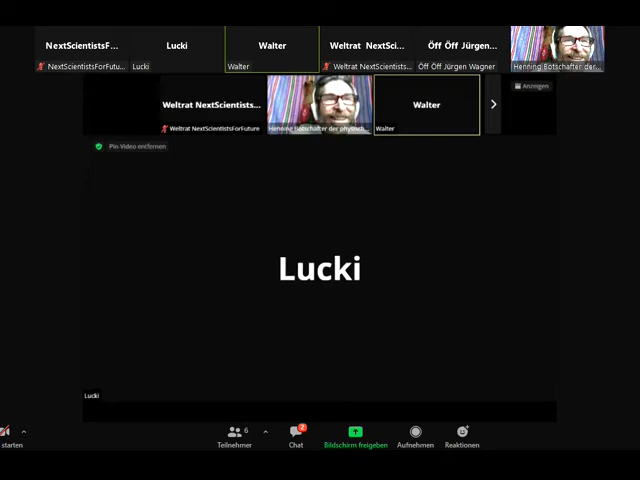 NextScientistsF... Lucki Walter Weltrat NextSci... Öff Öff Jürgen...
NextScientistsForFutu... Lucki Walter Weltrat NextScientists... Öff Öff Jürgen Wagner Henning Botschafter der...
Weltrat NextScientists... Walter
Weltrat NextScientistsForFuture Henning Botschafter der physisch... Walter
Anzeigen
Pin-Video entfernen
Lucki
Lucki
6
2
starten Teilnehmer Chat Bildschirm freigeben Aufnehmen Reaktionen